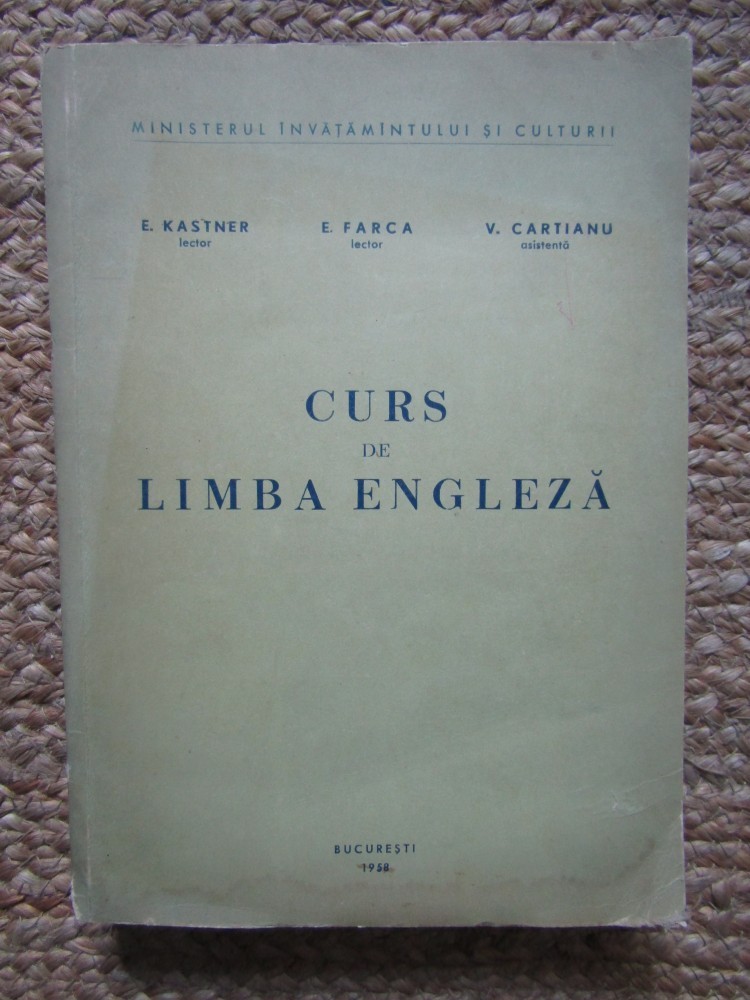 MINISTERUL ÎNVĂȚĂMÎNTULUI ȘI CULTURII
E. KASTNER E. FARCA V. CARTIANU
lector lector asistentă
CURS
DE
LIMBA ENGLEZĂ
BUCUREȘTI
1958